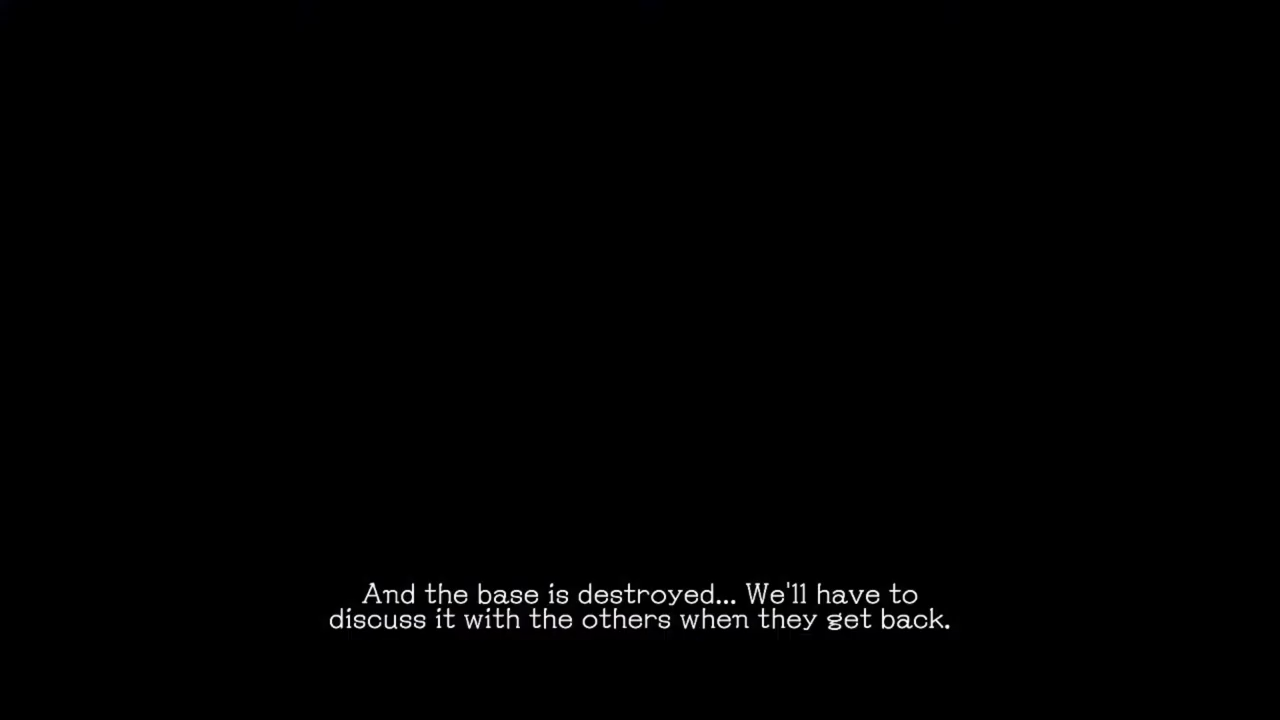 And the base is destroyed... We'll have to
discuss it with the others when they get back.